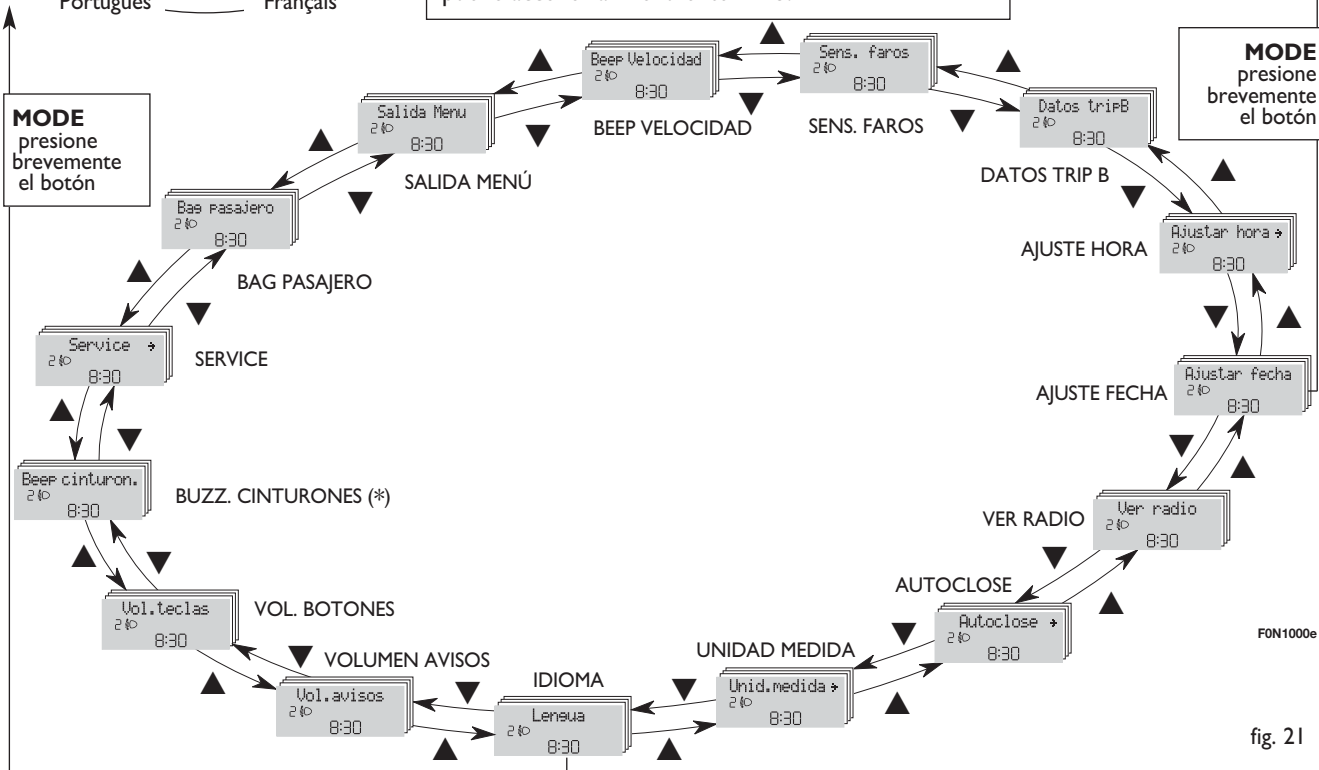 Português Français
MODE
presione
brevemente
el botón
MODE
presione
brevemente
el botón
Beep Velocidad
8:30
BEEP VELOCIDAD
Sens. faros
8:30
SENS. FAROS
Datos tripB
8:30
DATOS TRIP B
Ajustar hora
8:30
AJUSTE HORA
Ajustar fecha
8:30
AJUSTE FECHA
Ver radio
8:30
VER RADIO
Autoclose
8:30
AUTOCLOSE
Unid.medida
8:30
UNIDAD MEDIDA
Lengua
8:30
IDIOMA
Vol.avisos
8:30
VOLUMEN AVISOS
Vol.teclas
8:30
VOL. BOTONES
Beep cinturon.
8:30
BUZZ. CINTURONES (*)
Service
8:30
SERVICE
Bag pasajero
8:30
BAG PASAJERO
Salida Menu
8:30
SALIDA MENÚ
F0N1000e
fig. 21